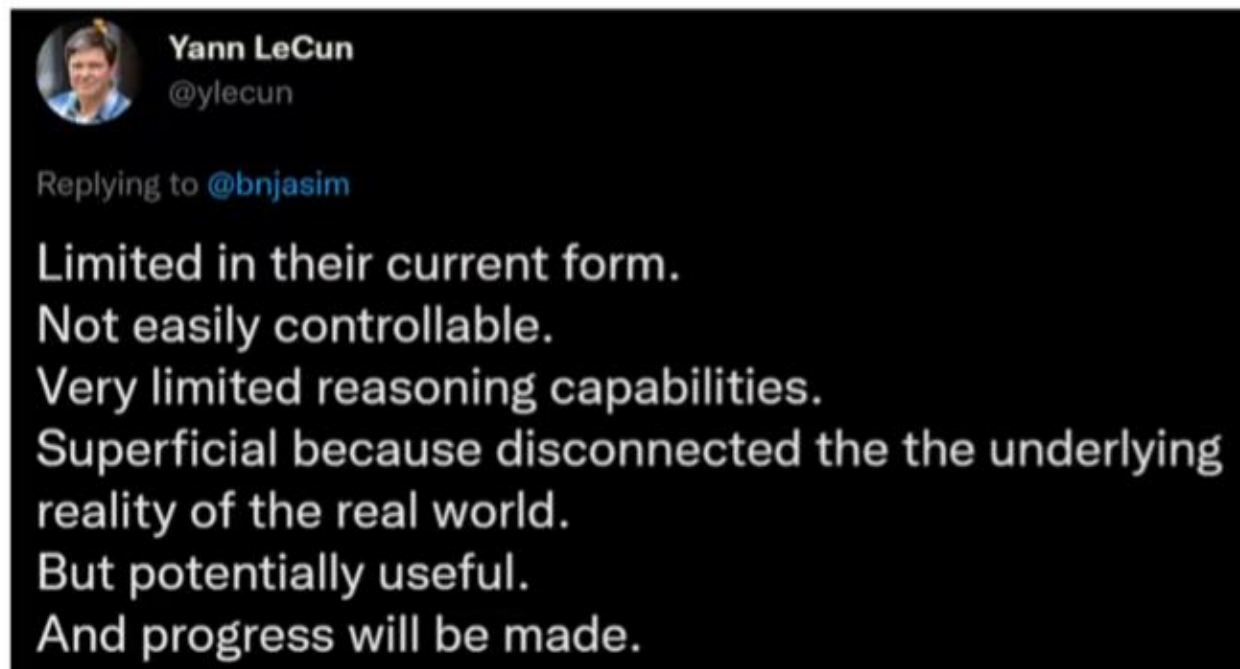 Yann LeCun
@ylecun
Replying to @bnjasim
Limited in their current form.
Not easily controllable.
Very limited reasoning capabilities.
Superficial because disconnected the the underlying
reality of the real world.
But potentially useful.
And progress will be made.